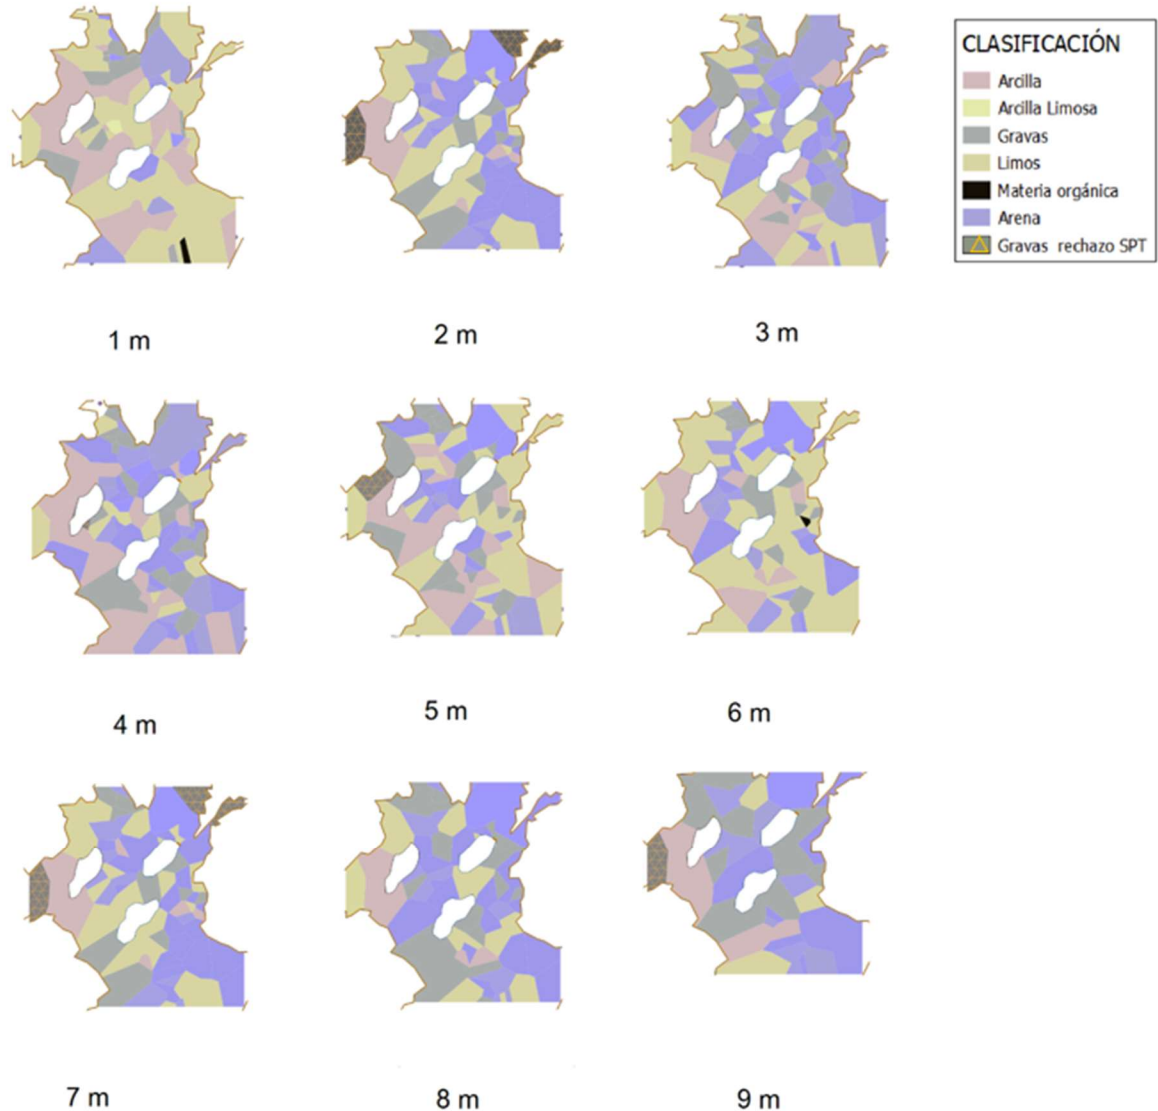 CLASIFICACIÓN
Arcilla
Arcilla Limosa
Gravas
Limos
Materia orgánica
Arena
Gravas rechazo SPT
1 m
2 m
3 m
4 m
5 m
6 m
7 m
8 m
9 m